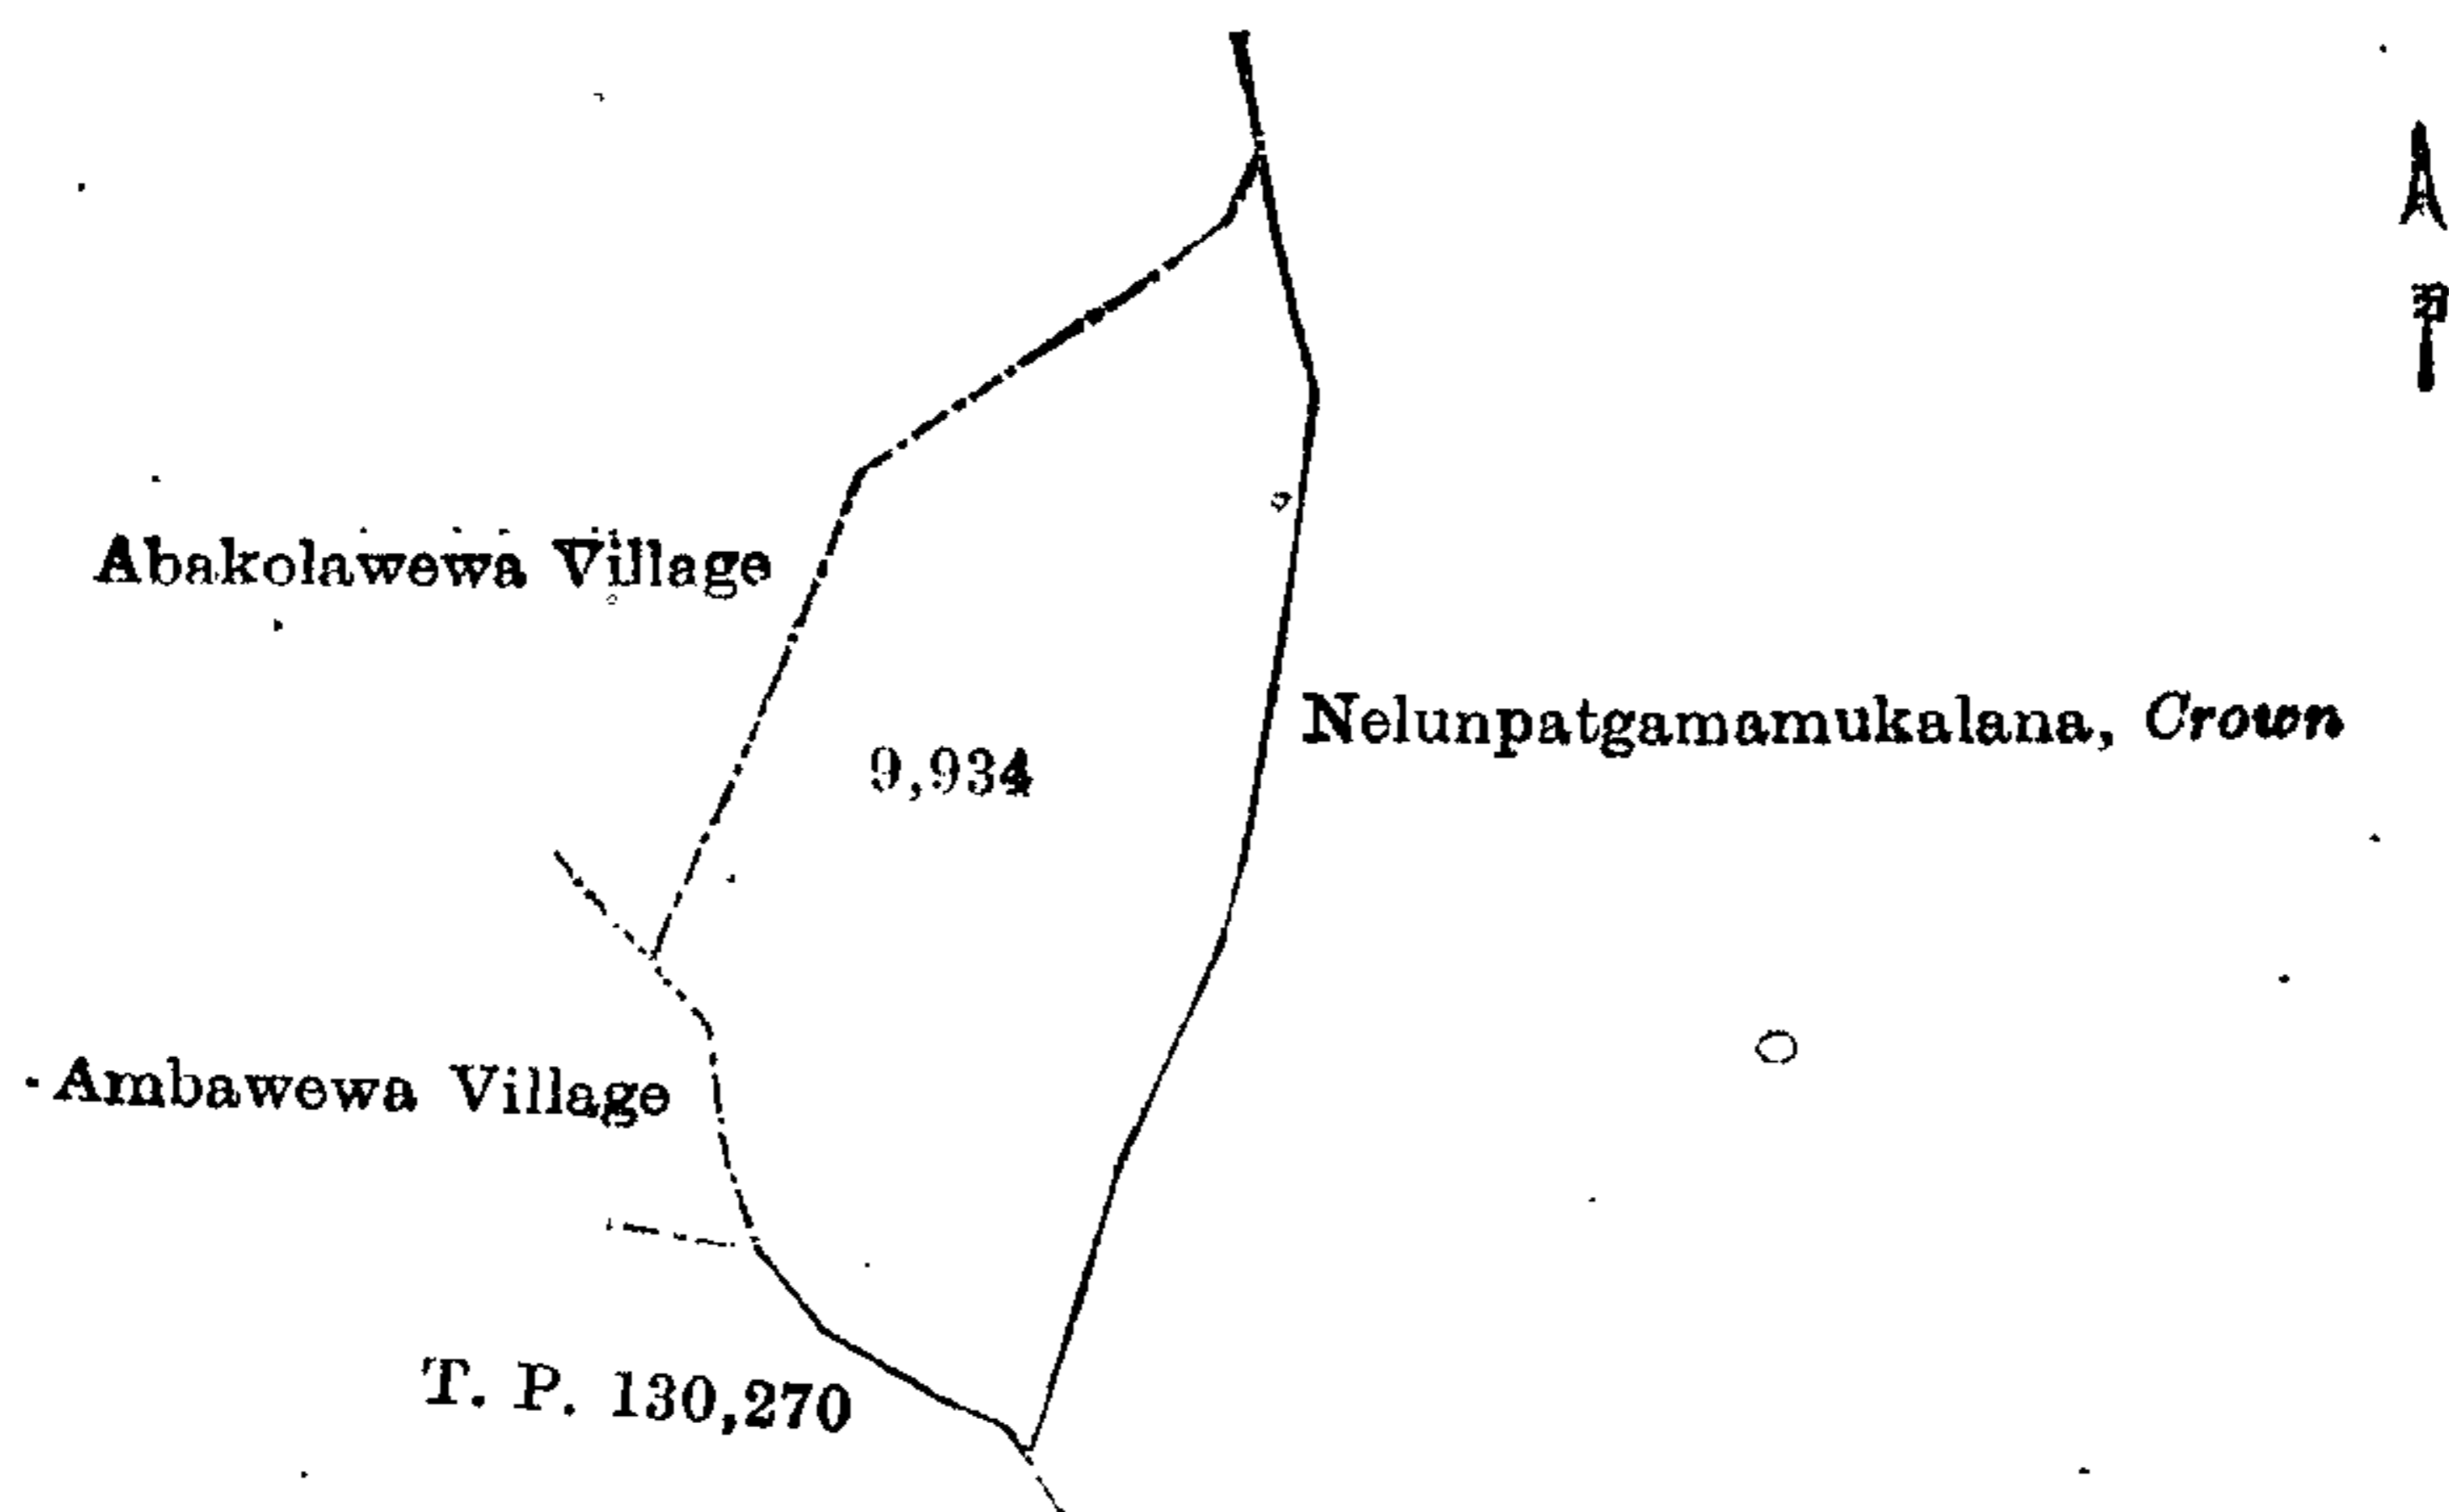 Abakolawewa Village
Nelunpatgamamukalana, Crown
9,934
Ambawewa Village
T. P. 130,270